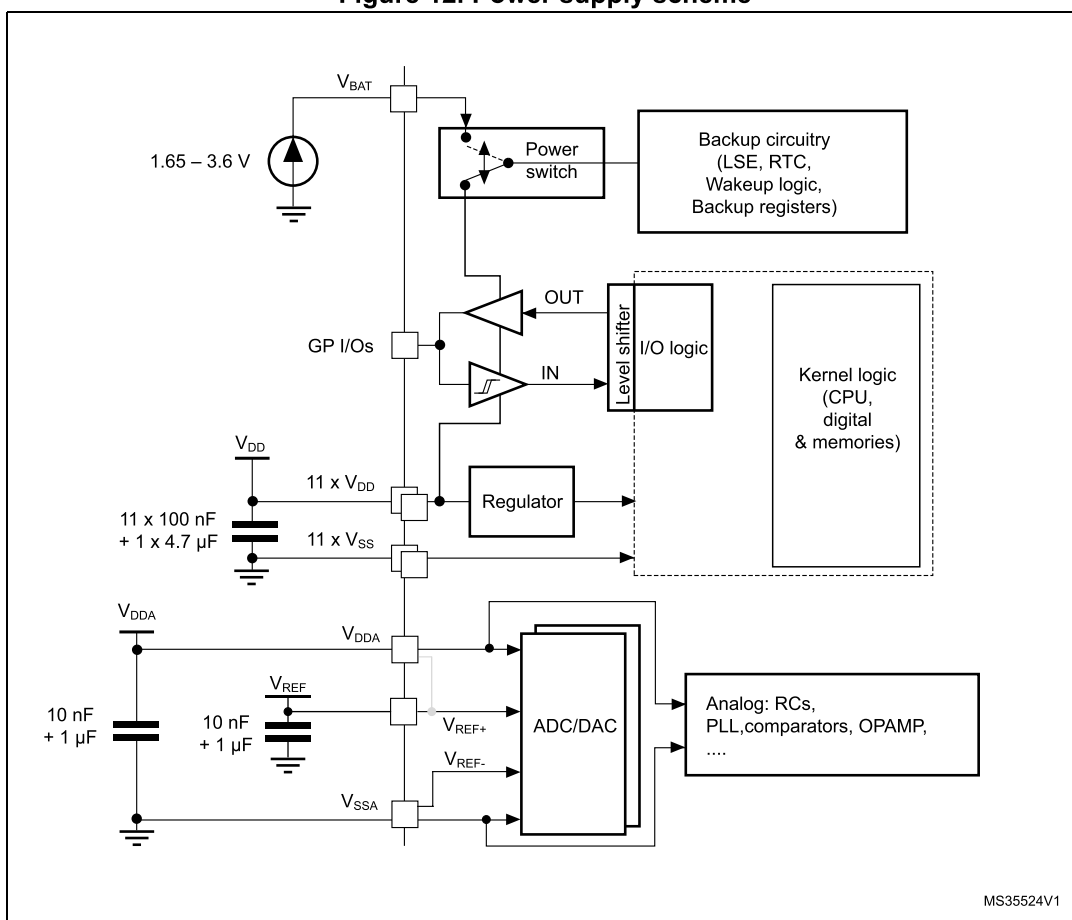 Figure 12. Power supply scheme
VBAT
1.65 – 3.6 V
Power
switch
Backup circuitry
(LSE, RTC,
Wakeup logic,
Backup registers)
OUT
GP I/Os
IN
Level shifter
I/O logic
Kernel logic
(CPU,
digital
& memories)
VDD
11 x VDD
Regulator
11 x 100 nF
+ 1 x 4.7 µF
11 x VSS
VDDA
VDDA
VREF
10 nF
+ 1 µF
10 nF
+ 1 µF
VREF+
ADC/DAC
Analog: RCs,
PLL,comparators, OPAMP,
....
VREF-
VSSA
MS35524V1